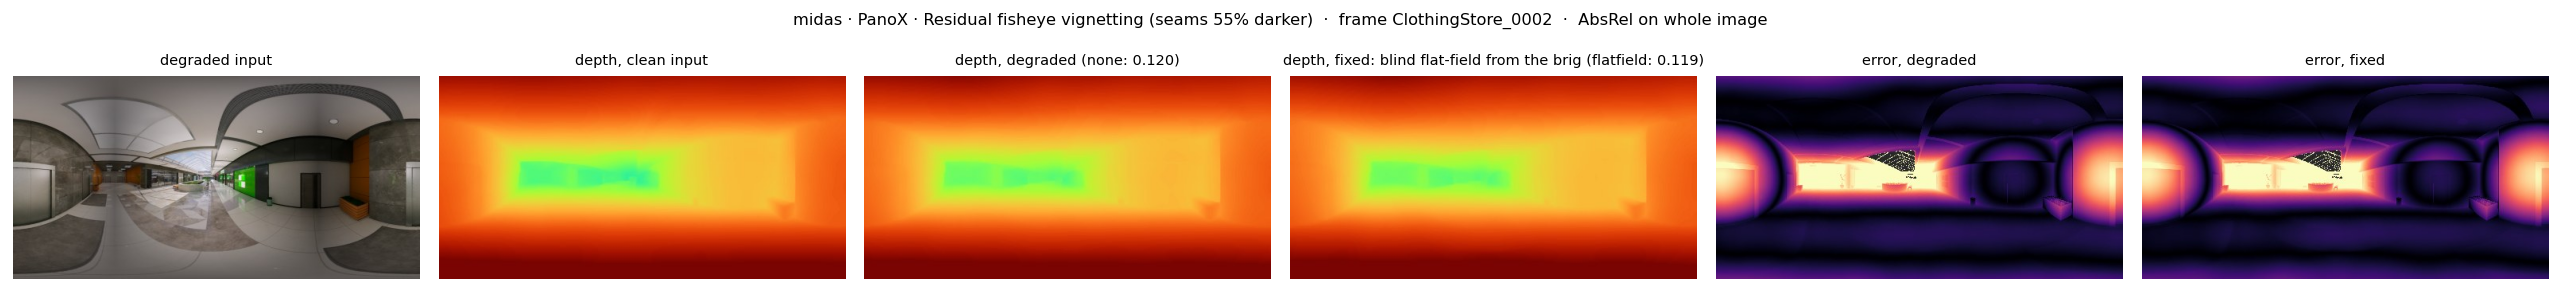 midas · PanoX · Residual fisheye vignetting (seams 55% darker) · frame ClothingStore_0002 · AbsRel on whole image
degraded input
depth, clean input
depth, degraded (none: 0.120)
depth, fixed: blind flat-field from the brig (flatfield: 0.119)
error, degraded
error, fixed